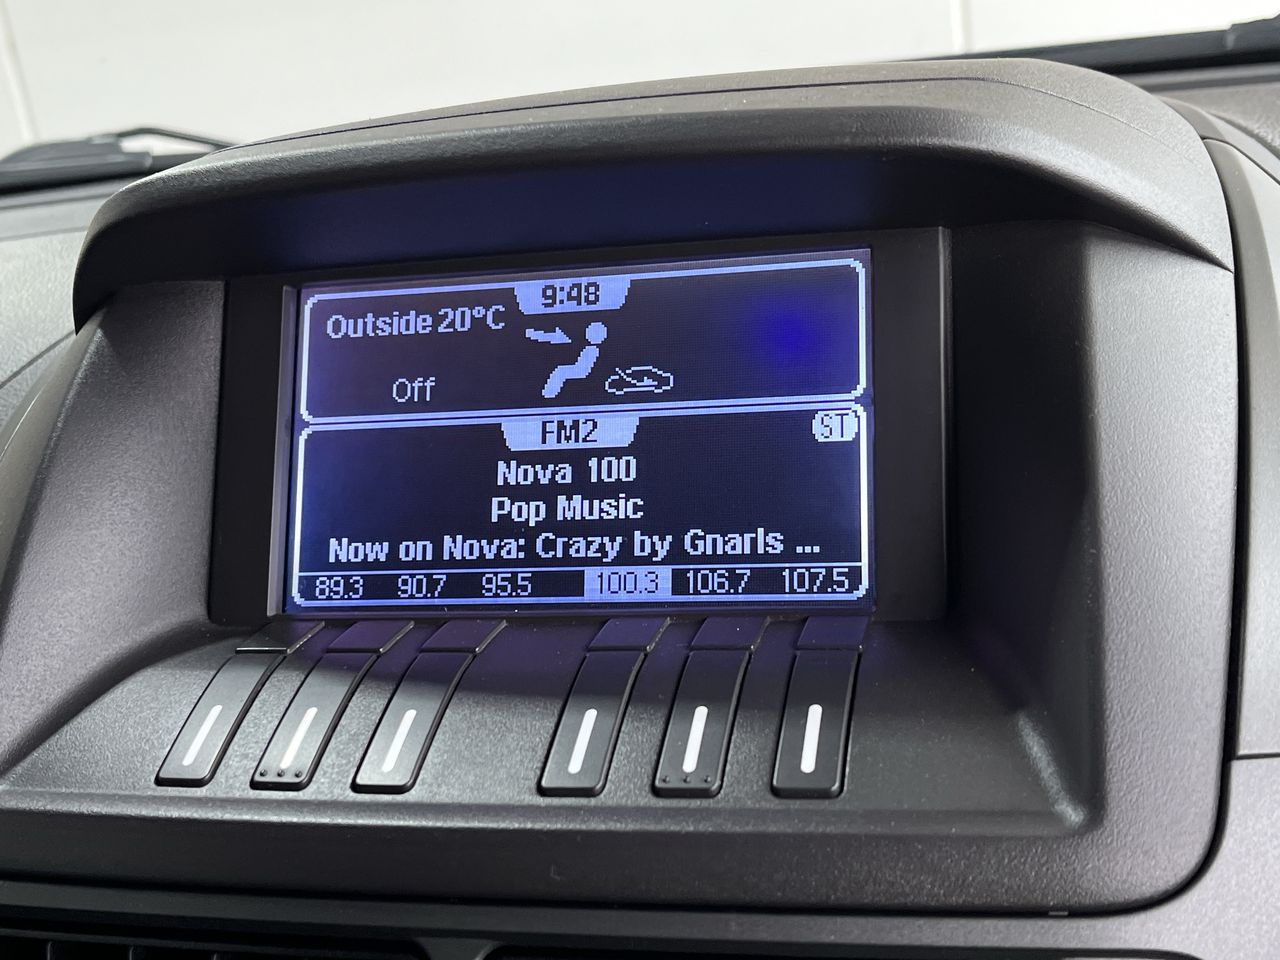 9:48
Outside 20°C
Off
FM2
ST
Nova 100
Pop Music
Now on Nova: Crazy by Gnarls ...
89.3 90.7 95.5 100.3 106.7 107.5